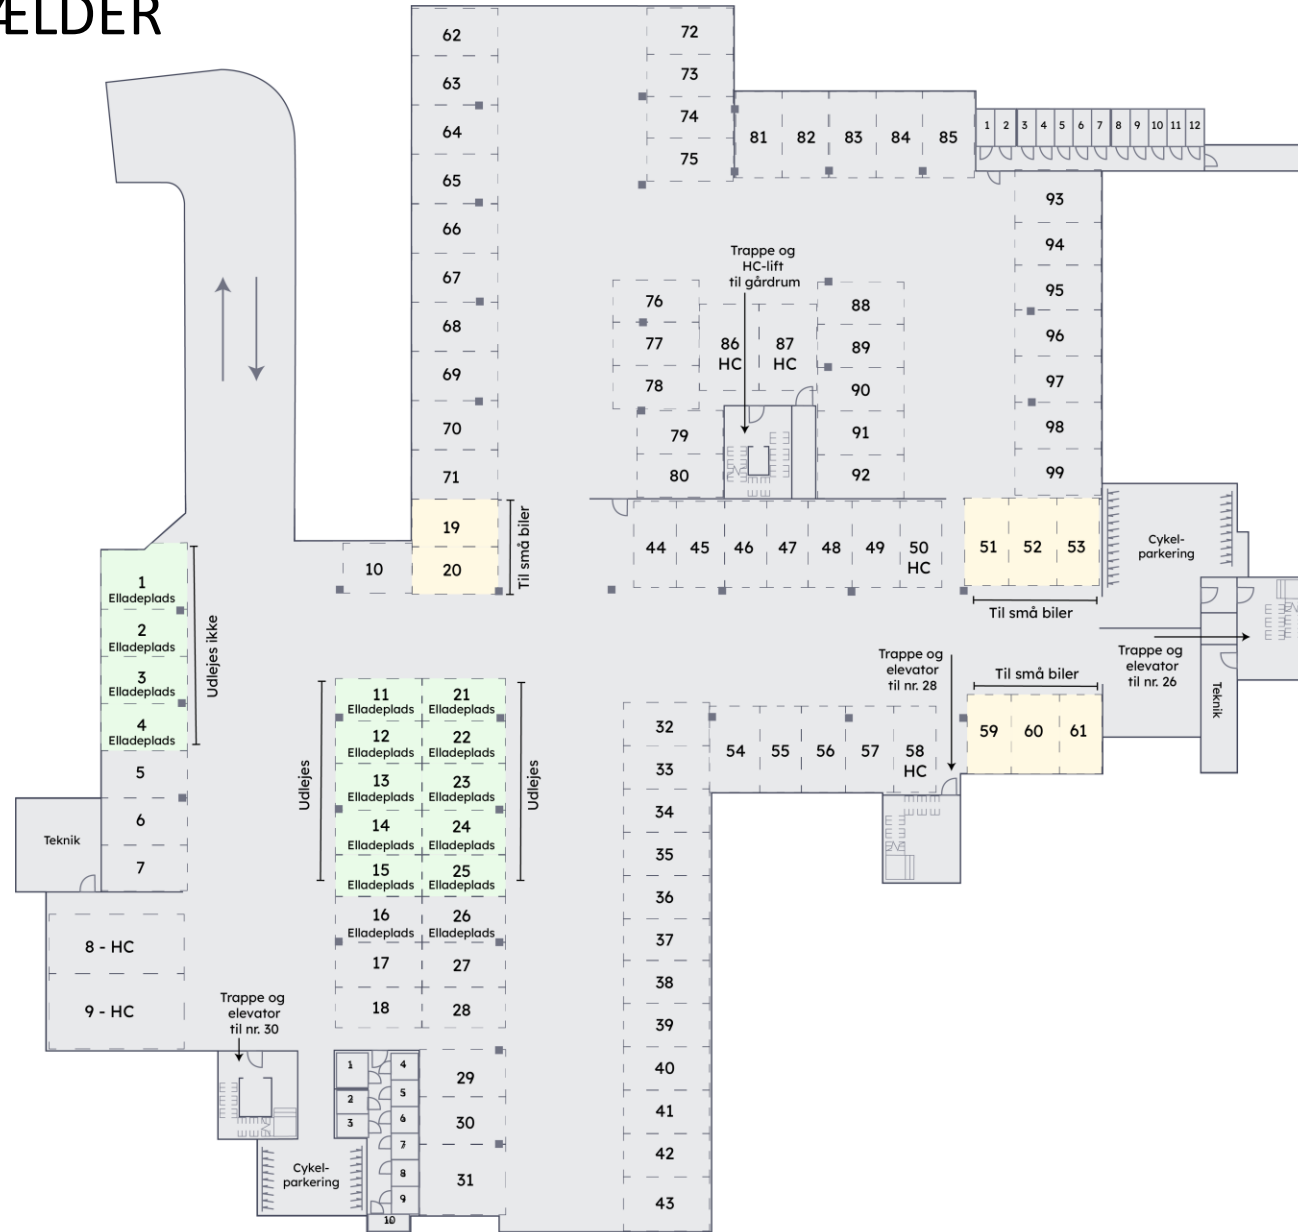 ÆLDER
62
63
64
65
66
67
68
69
70
71
19
20
Til små biler
10
72
73
74
75
81
82
83
84
85
1
2
3
4
5
6
7
8
9
10
11
12
93
94
95
96
97
98
99
Trappe og
HC-lift
til gårdrum
76
77
78
79
80
86
HC
87
HC
88
89
90
91
92
44
45
46
47
48
49
50
HC
51
52
53
Til små biler
Cykel-
parkering
Trappe og
elevator
til nr. 26
Teknik
Trappe og
elevator
til nr. 28
Til små biler
59
60
61
54
55
56
57
58
HC
1
Elladeplads
2
Elladeplads
3
Elladeplads
4
Elladeplads
Udlejes ikke
5
6
7
Teknik
8 - HC
9 - HC
Udlejes
11
Elladeplads
21
Elladeplads
12
Elladeplads
22
Elladeplads
13
Elladeplads
23
Elladeplads
14
Elladeplads
24
Elladeplads
15
Elladeplads
25
Elladeplads
Udlejes
16
Elladeplads
26
Elladeplads
17
27
18
28
32
33
34
35
36
37
38
39
40
41
42
43
Trappe og
elevator
til nr. 30
1
2
3
4
5
6
7
8
9
10
29
30
31
Cykel-
parkering